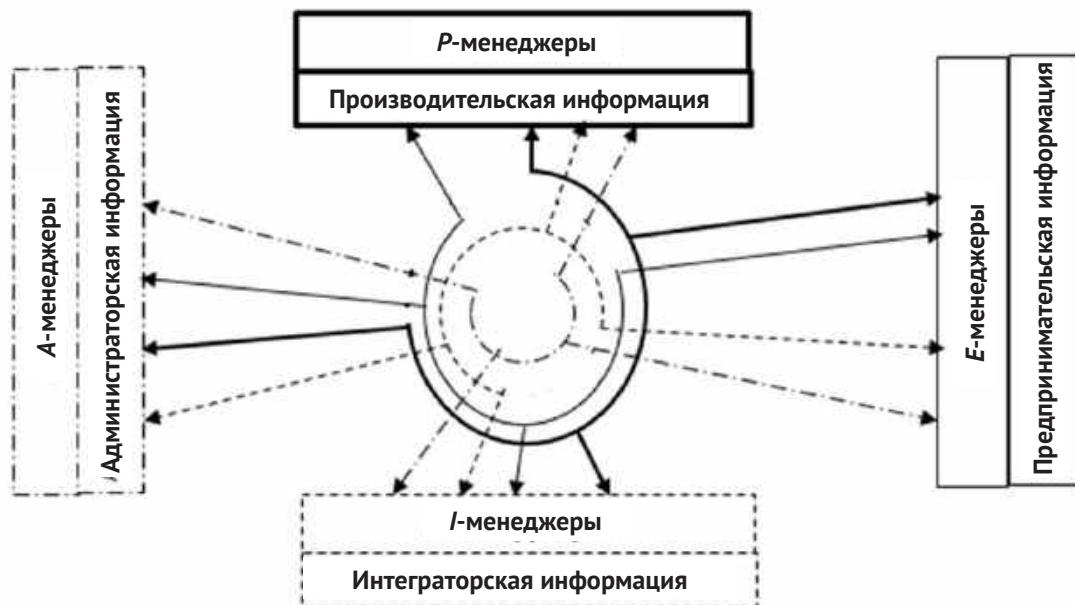 P-менеджеры
Производительская информация
A-менеджеры
Администраторская информация
E-менеджеры
Предпринимательская информация
I-менеджеры
Интеграторская информация